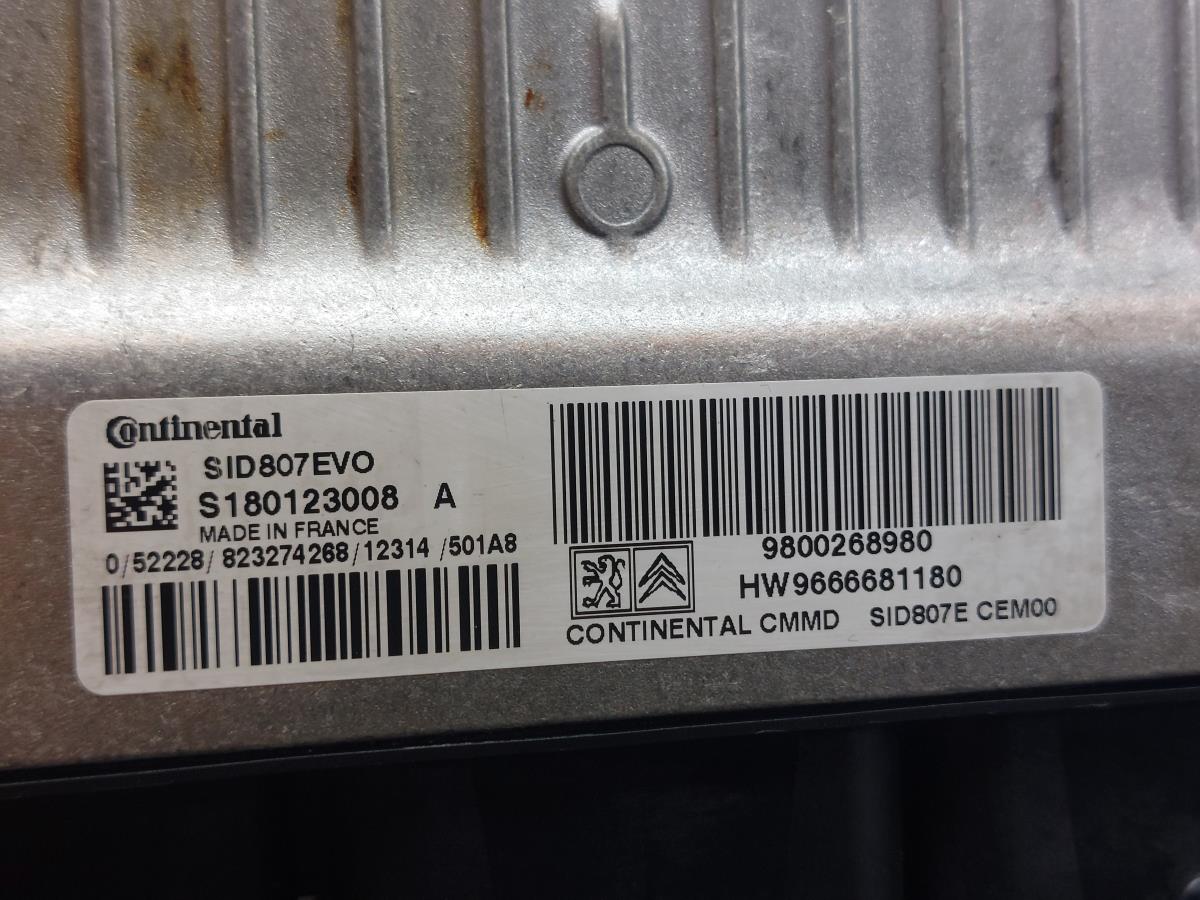 Continental
SID807EVO
S180123008 A
MADE IN FRANCE
0/52228/823274268/12314/501A8
9800268980
HW9666681180
CONTINENTAL CMMD SID807E CEM00